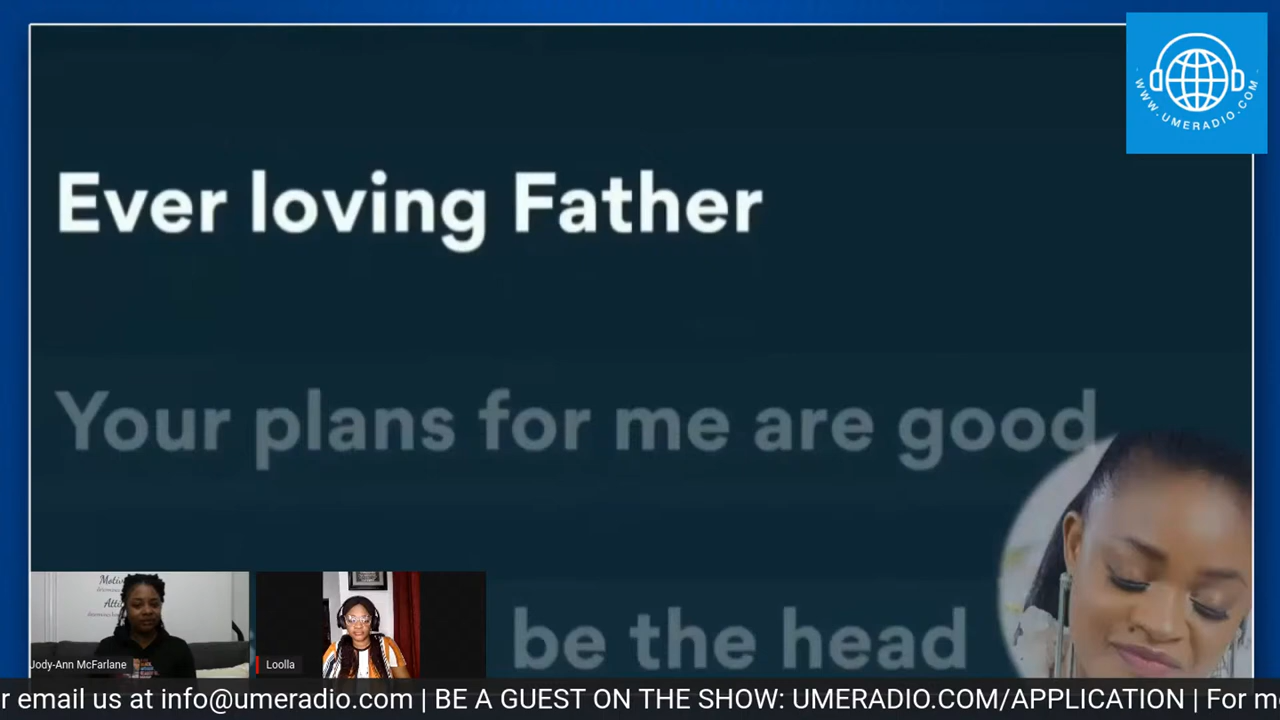 WWW.UMERADIO.COM
Ever loving Father
Your plans for me are good
be the head
Jody-Ann McFarlane
Loolla
r email us at info@umeradio.com | BE A GUEST ON THE SHOW: UMERADIO.COM/APPLICATION | For m